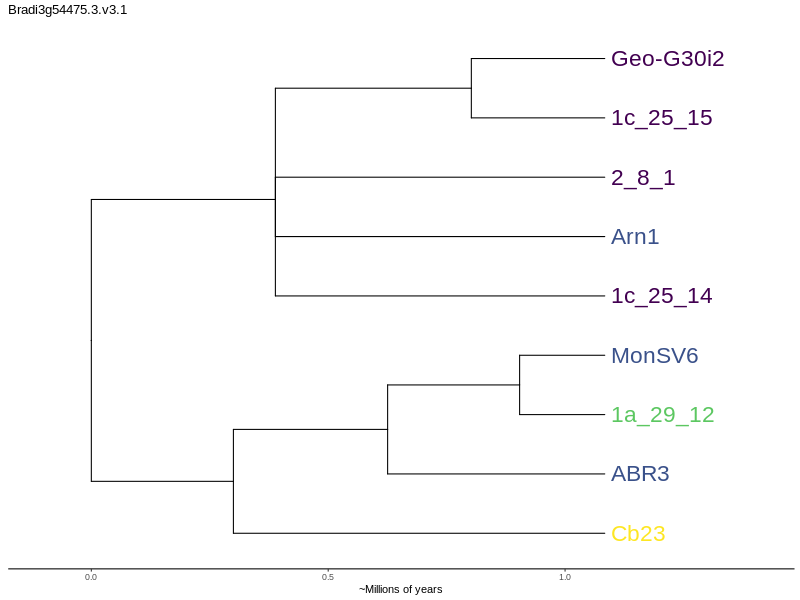 Bradi3g54475.3.v3.1
Geo-G30i2
1c_25_15
2_8_1
Arn1
1c_25_14
MonSV6
1a_29_12
ABR3
Cb23
0.0 0.5 1.0
~Millions of years